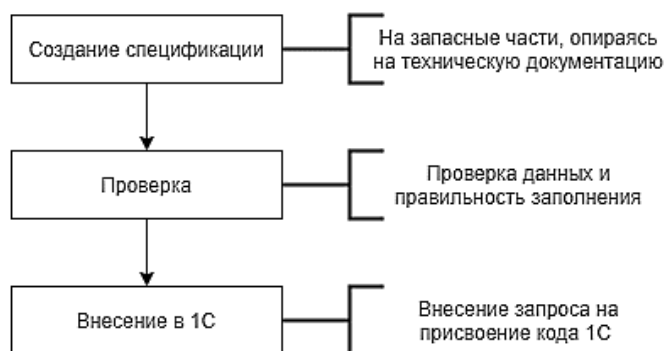 Создание спецификации
На запасные части, опираясь
на техническую документацию
Проверка
Проверка данных и
правильность заполнения
Внесение в 1С
Внесение запроса на
присвоение кода 1С